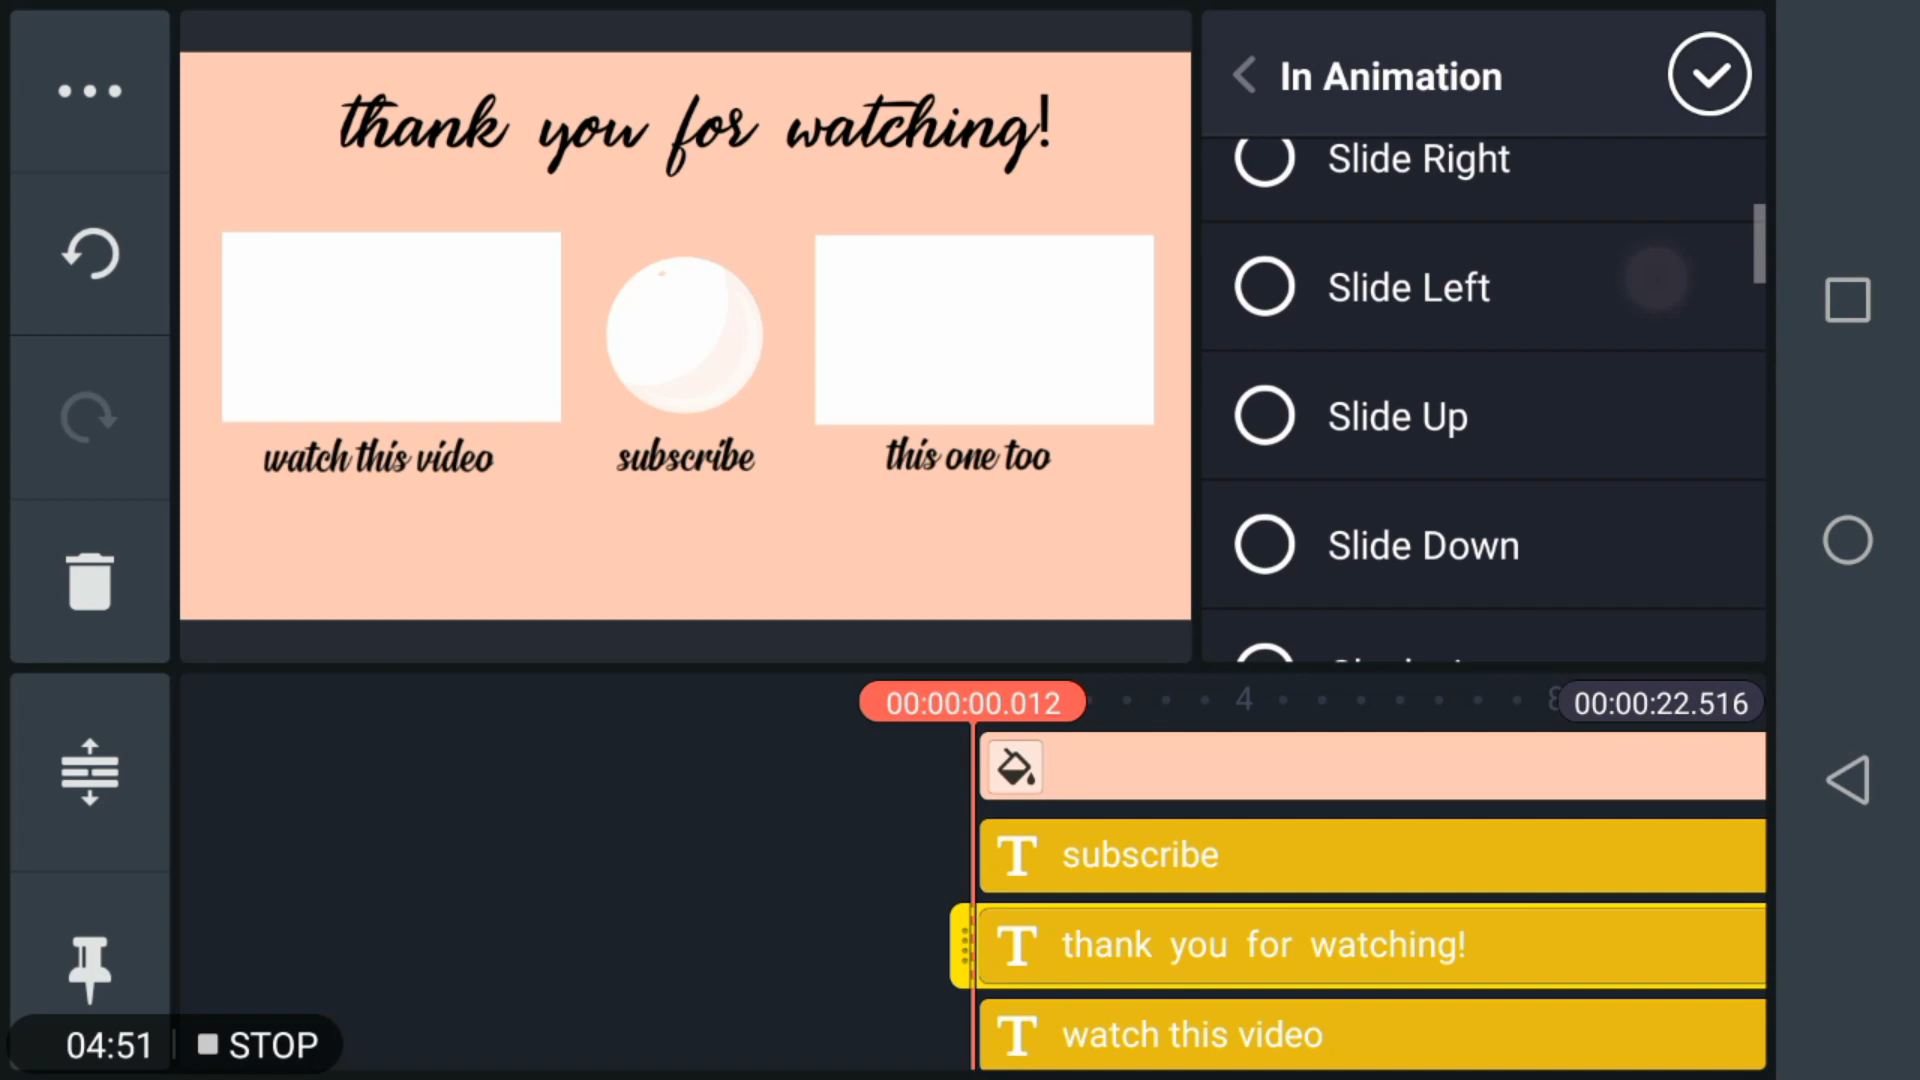 thank you for watching!
watch this video
subscribe
this one too
In Animation
Slide Right
Slide Left
Slide Up
Slide Down
00:00:00.012
4
8
00:00:22.516
T subscribe
T thank you for watching!
T watch this video
04:51
STOP